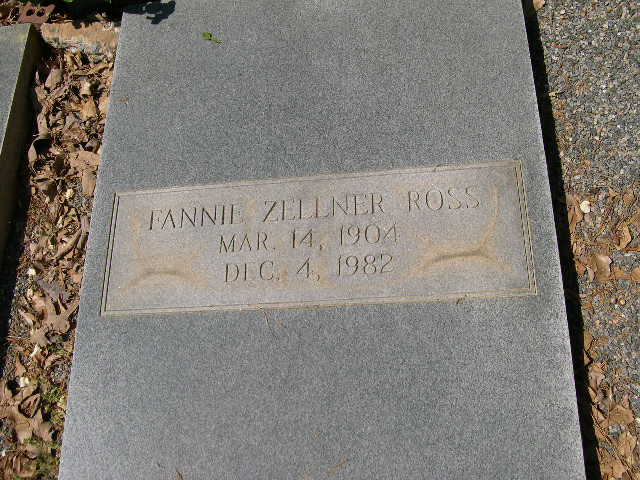 FANNIE ZELLNER ROSS
MAR. 14, 1904
DEC. 4, 1982